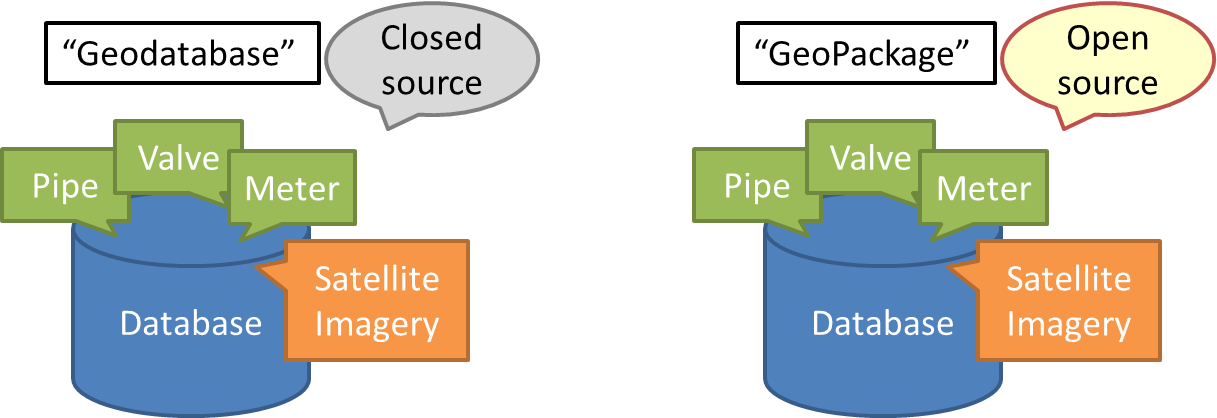 “Geodatabase”
Closed
source
Pipe
Valve
Meter
Satellite
Imagery
Database
“GeoPackage”
Open
source
Pipe
Valve
Meter
Satellite
Imagery
Database